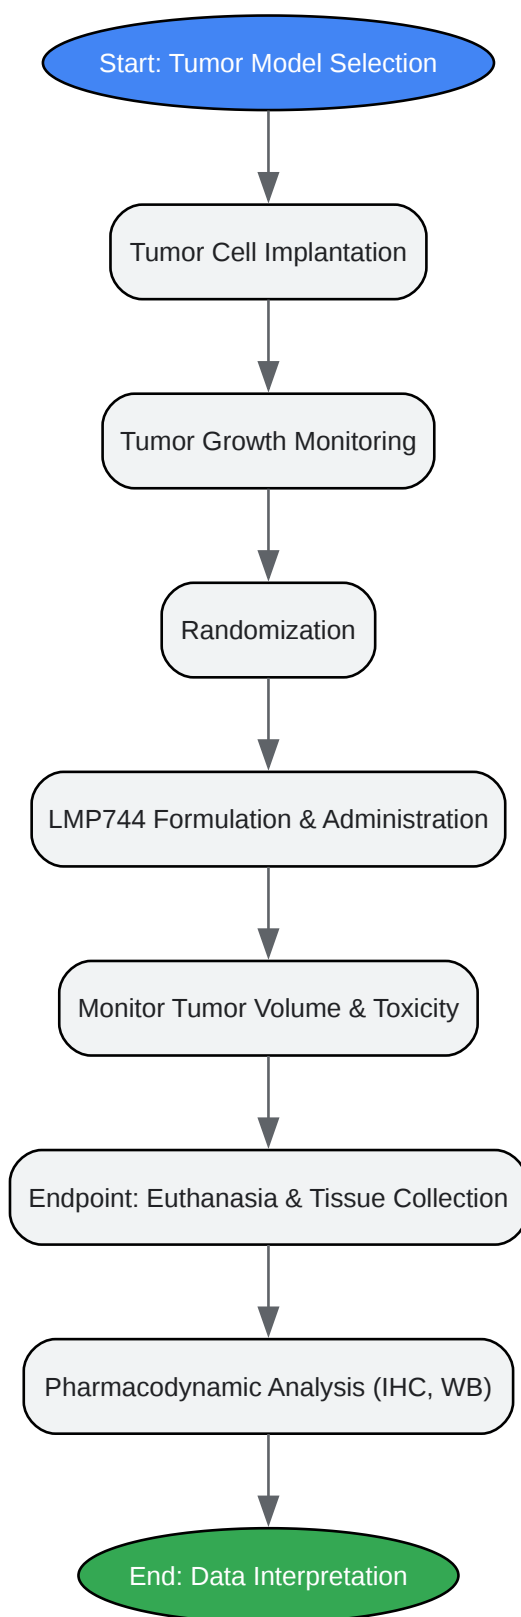 Start: Tumor Model Selection
Tumor Cell Implantation
Tumor Growth Monitoring
Randomization
LMP744 Formulation & Administration
Monitor Tumor Volume & Toxicity
Endpoint: Euthanasia & Tissue Collection
Pharmacodynamic Analysis (IHC, WB)
End: Data Interpretation